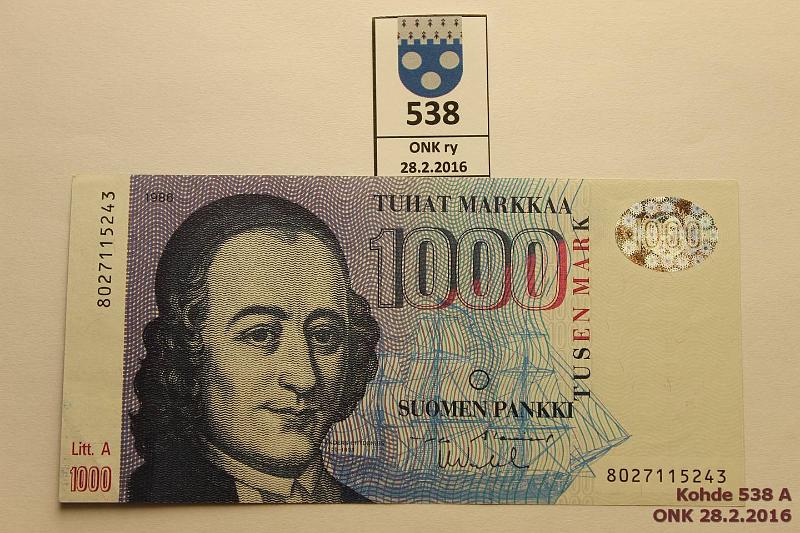 538
ONK ry
28.2.2016
8027115243
1986
TUHAT MARKKAA
1000
TUSEN MARK
1000
SUOMEN PANKKI
Litt. A
1000
8027115243
Kohde 538 A
ONK 28.2.2016